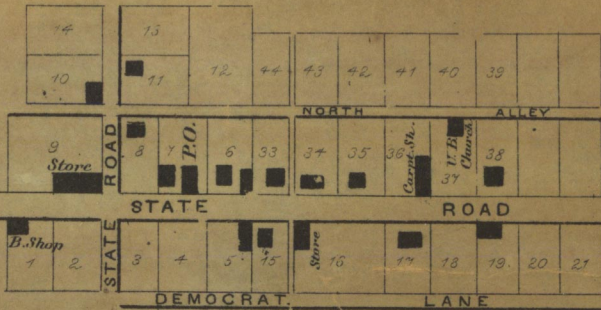 14 13
10 11 12 44 43 42 41 40 39
NORTH ALLEY
9 Store
ROAD
8 7 P.O. 6 33 34 35 36 Carpt. Sh. U. B. Church 37 38
STATE ROAD
B. Shop
1 2
STATE
3 4 5 15 Store 16 17 18 19 20 21
DEMOCRAT. LANE